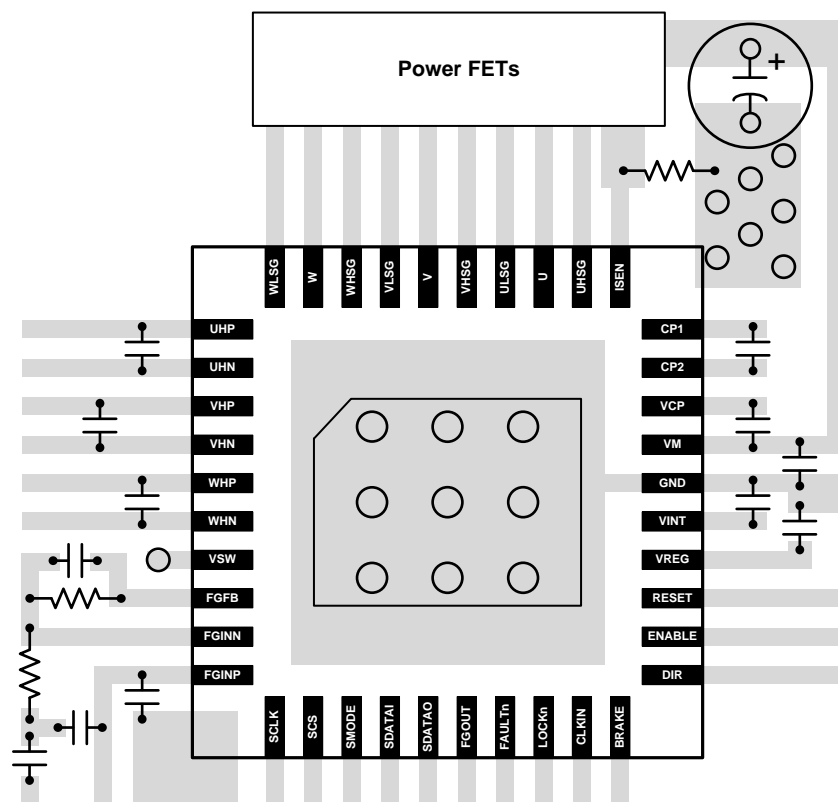 Power FETs
+
WLSG
W
WHSG
VLSG
V
VHSG
ULSG
U
UHSG
ISEN
UHP
UHN
VHP
VHN
WHP
WHN
VSW
FGFB
FGINN
FGINP
CP1
CP2
VCP
VM
GND
VINT
VREG
RESET
ENABLE
DIR
SCLK
SCS
SMODE
SDATAI
SDATAO
FGOUT
FAULTn
LOCKn
CLKIN
BRAKE